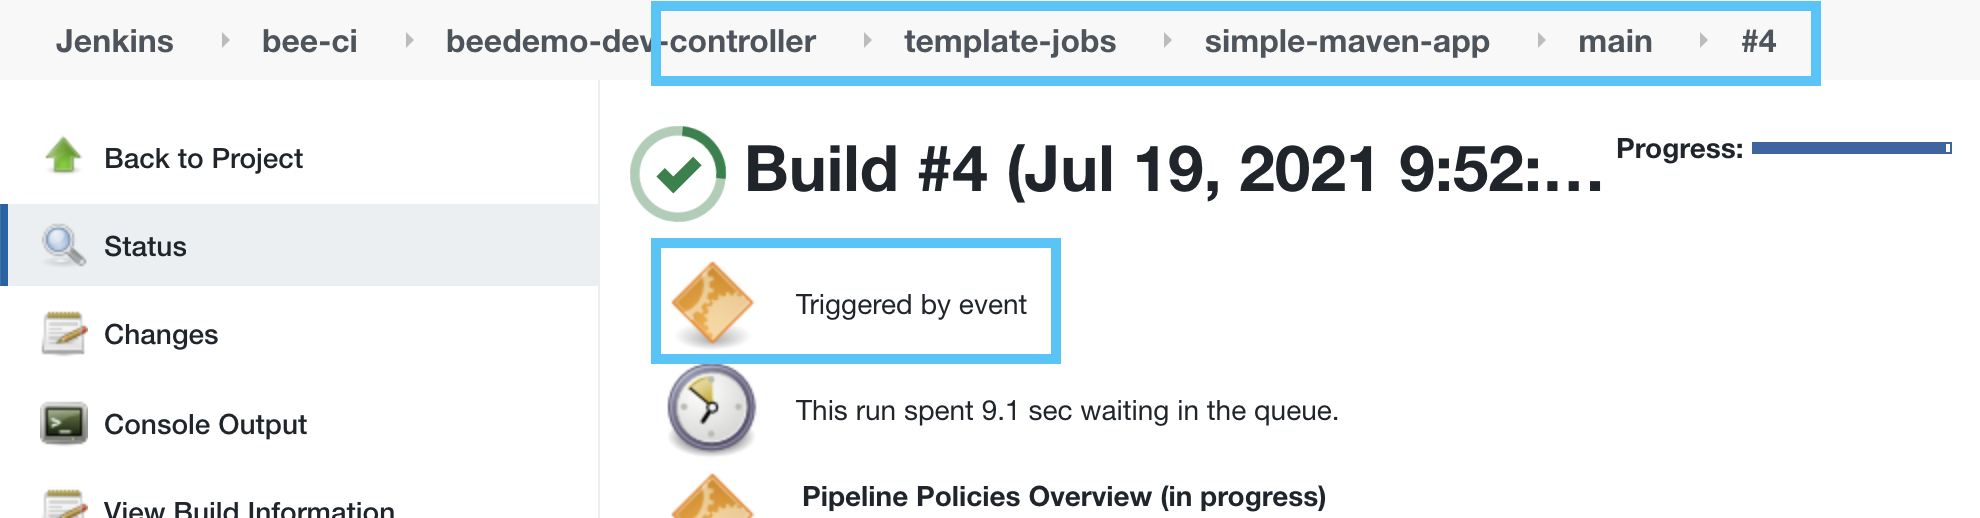 Jenkins bee-ci beedemo-dev-controller template-jobs simple-maven-app main #4
Back to Project
Status
Changes
Console Output
View Build Information
Build #4 (Jul 19, 2021 9:52:...
Progress:
Triggered by event
This run spent 9.1 sec waiting in the queue.
Pipeline Policies Overview (in progress)